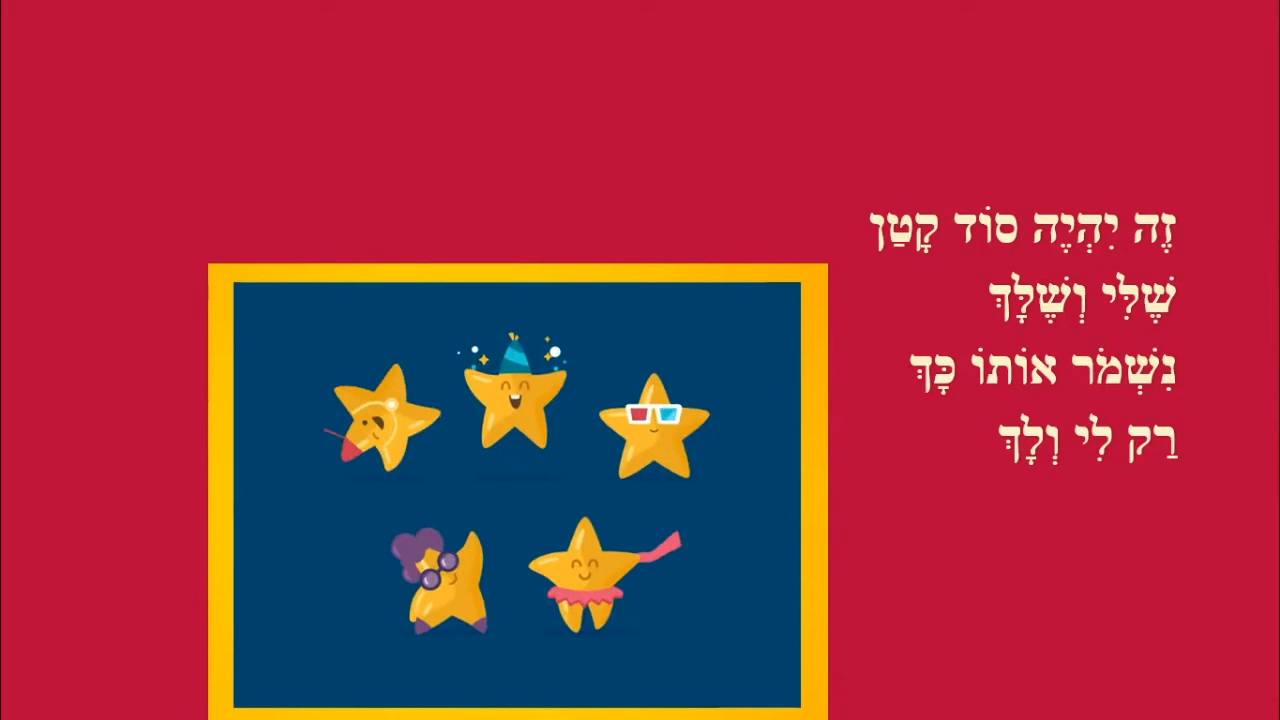 זֶה יִהְיֶה סוֹד קָטַן
שֶׁלִּי וְשֶׁלָּךְ
נִשְׁמֹר אוֹתוֹ כָּךְ
רַק לִי וְלָךְ